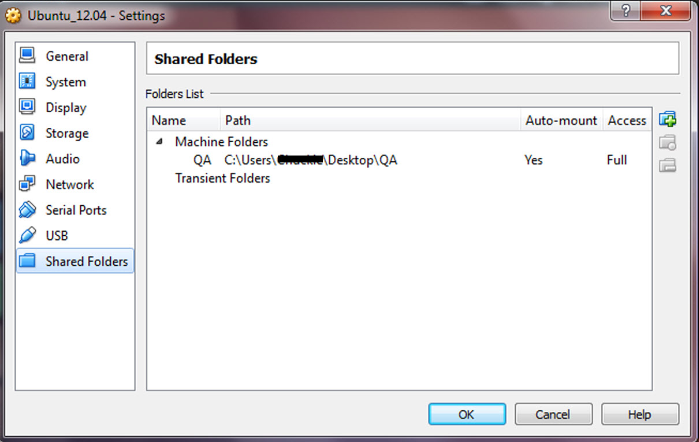 Ubuntu_12.04 - Settings
General
System
Display
Storage
Audio
Network
Serial Ports
USB
Shared Folders
Shared Folders
Folders List
Name Path Auto-mount Access
Machine Folders
QA C:\Users\ \Desktop\QA Yes Full
Transient Folders
OK Cancel Help